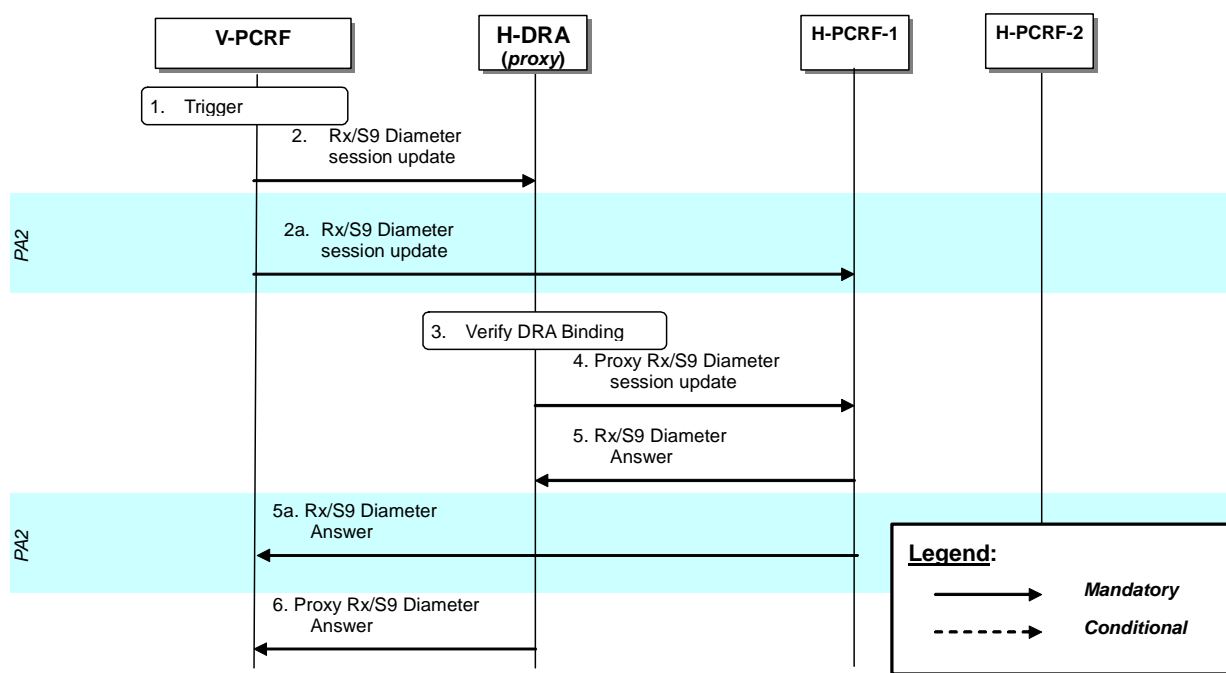 V-PCRF
H-DRA
(proxy)
H-PCRF-1
H-PCRF-2
1. Trigger
2. Rx/S9 Diameter
session update
PA2
2a. Rx/S9 Diameter
session update
3. Verify DRA Binding
4. Proxy Rx/S9 Diameter
session update
5. Rx/S9 Diameter
Answer
PA2
5a. Rx/S9 Diameter
Answer
6. Proxy Rx/S9 Diameter
Answer
Legend:
Mandatory
Conditional